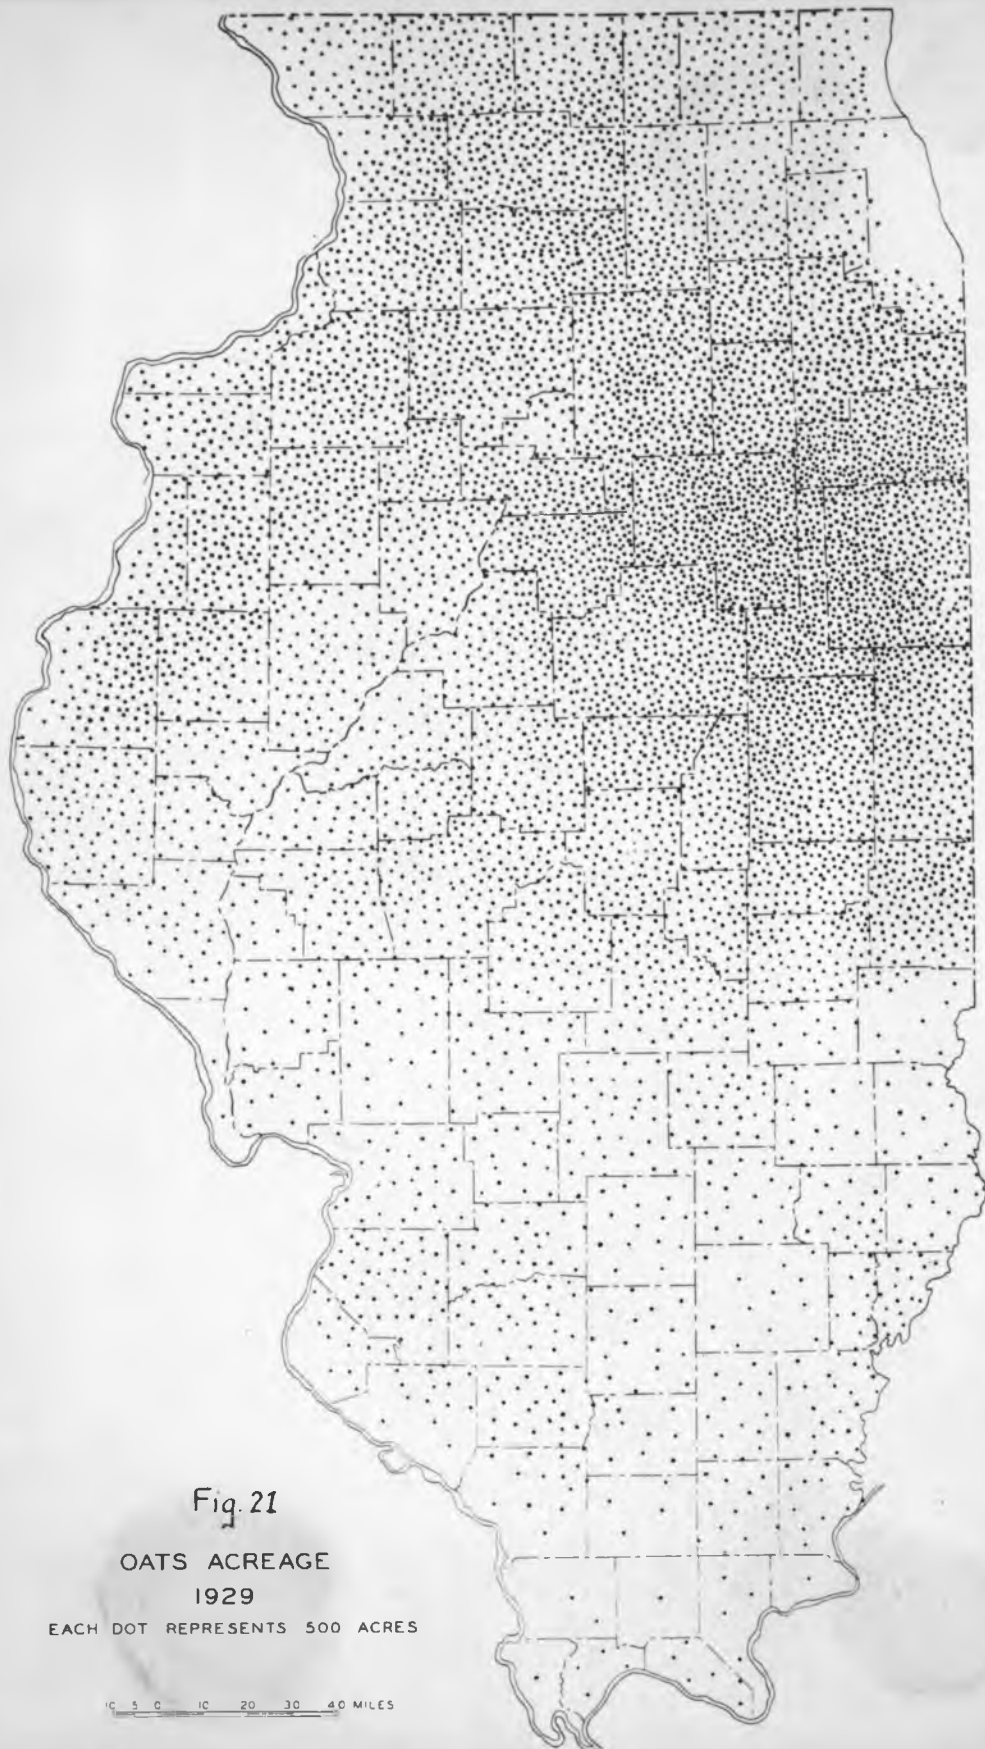 Fig. 21
OATS ACREAGE
1929
EACH DOT REPRESENTS 500 ACRES
10 5 0 10 20 30 40 MILES